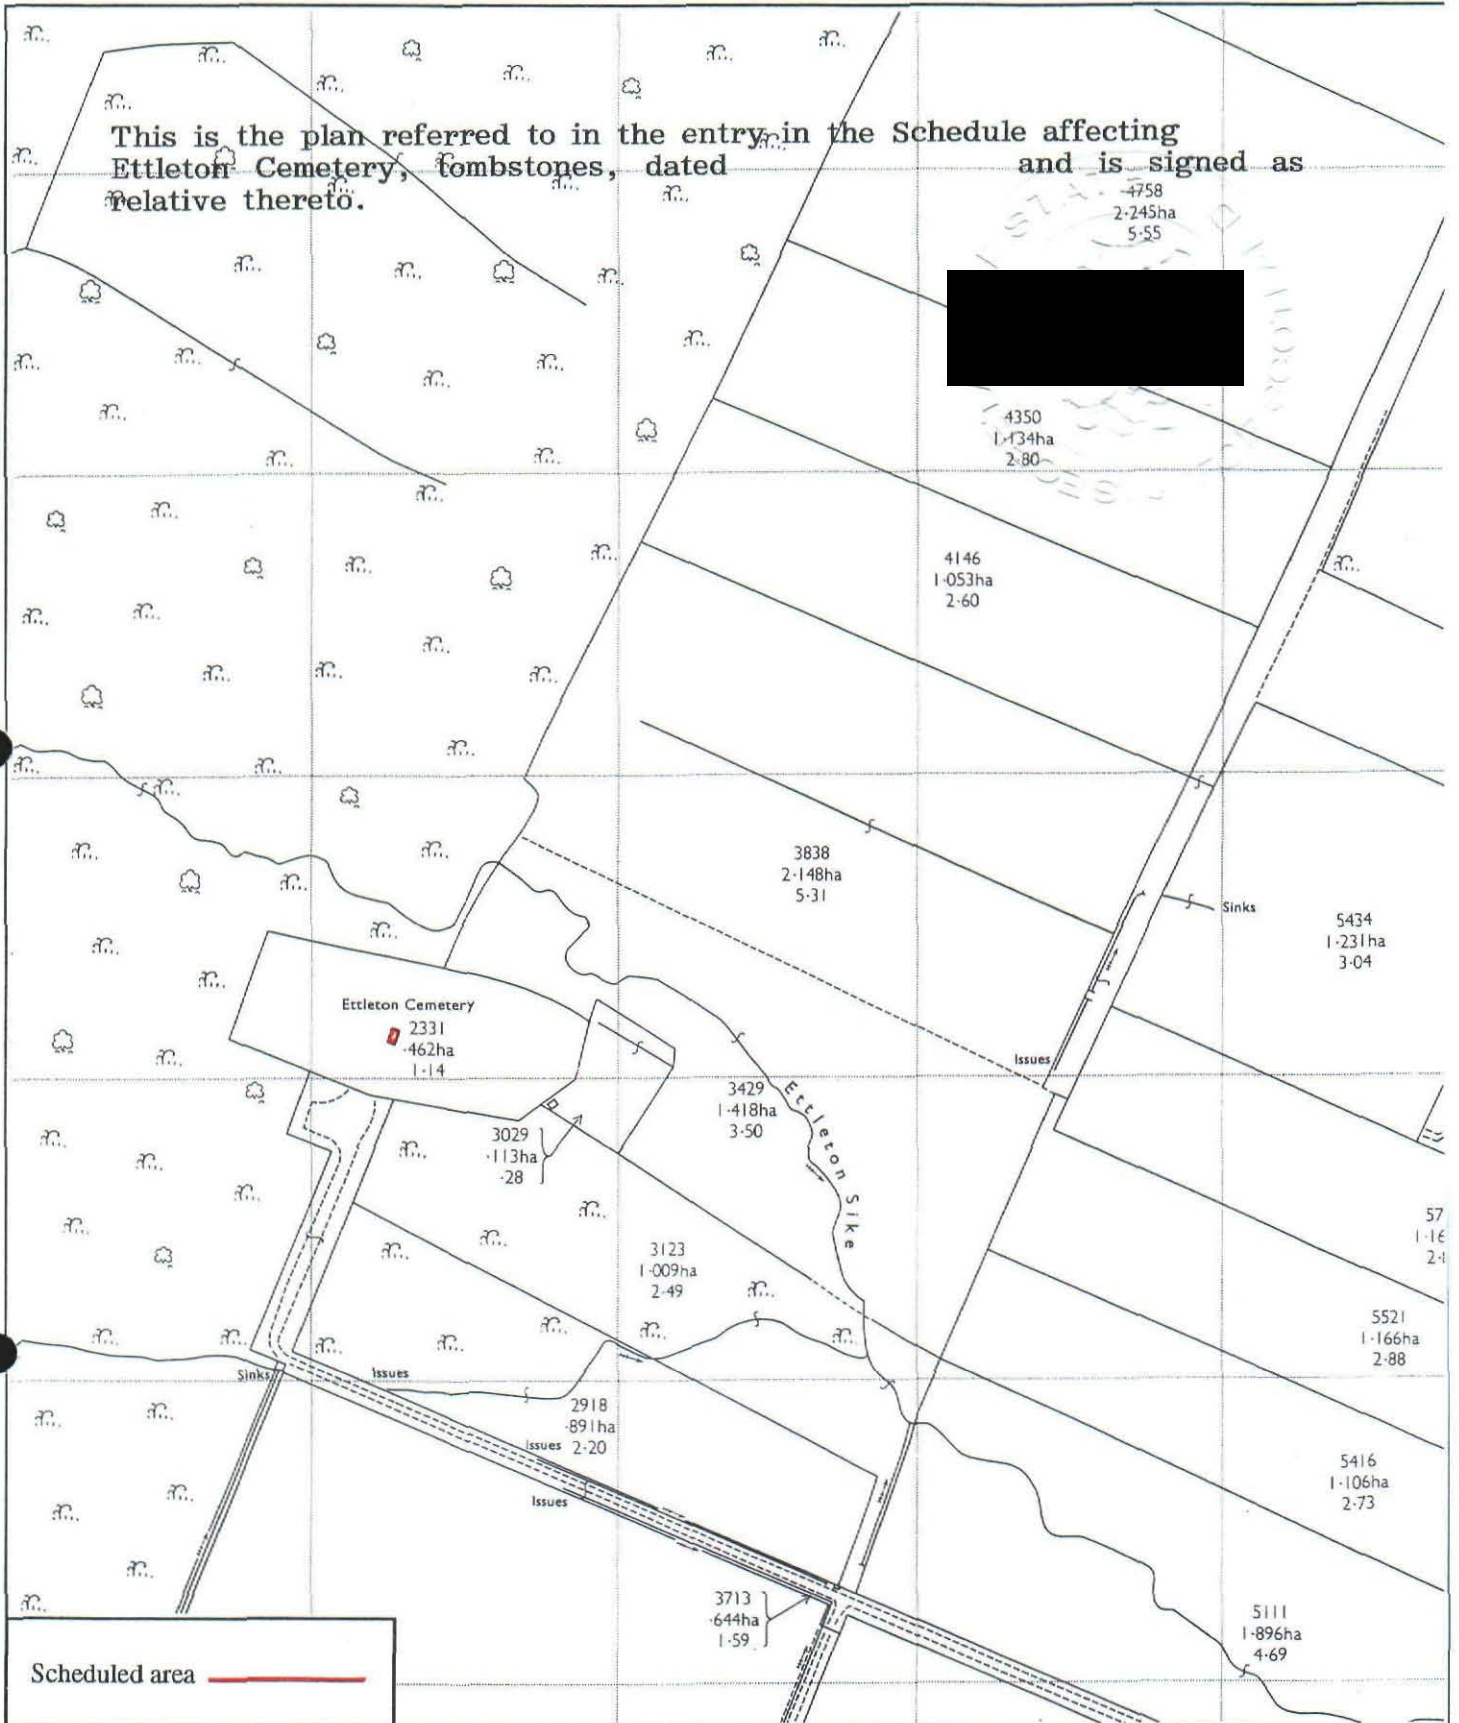 This is the plan referred to in the entry in the Schedule affecting
Ettleton Cemetery, tombstones, dated and is signed as
relative thereto.
4758
2·245ha
5·55
4350
1·134ha
2·80
4146
1·053ha
2·60
3838
2·148ha
5·31
Sinks
5434
1·231ha
3·04
Ettleton Cemetery
2331
·462ha
1·14
Issues
3429
1·418ha
3·50
Ettleton Sike
3029
·113ha
·28
3123
1·009ha
2·49
57
1·16
5521
1·166ha
2·88
Sinks
Issues
2918
·891ha
2·20
Issues
Issues
5416
1·106ha
2·73
3713
·644ha
1·59
5111
1·896ha
4·69
Scheduled area